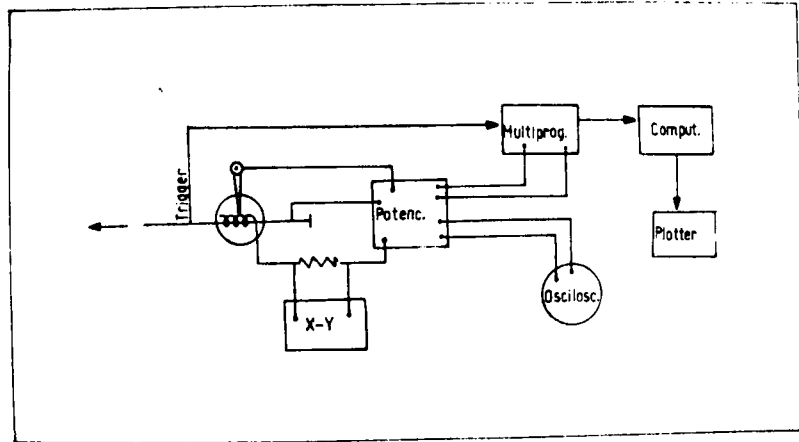 Multiprog.
Comput.
Trigger
Potenc.
Plotter
Oscilosc.
X-Y